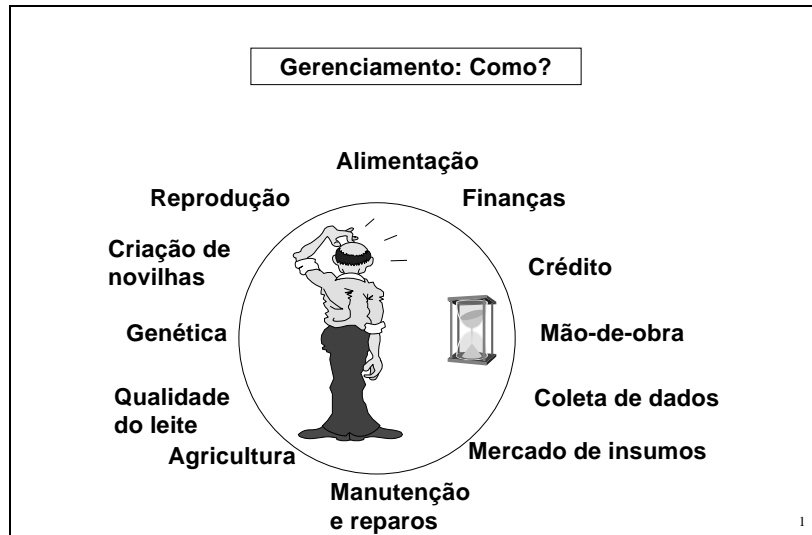 Gerenciamento: Como?
Alimentação
Reprodução
Finanças
Criação de
novilhas
Crédito
Genética
Mão-de-obra
Qualidade
do leite
Coleta de dados
Agricultura
Mercado de insumos
Manutenção
e reparos
1